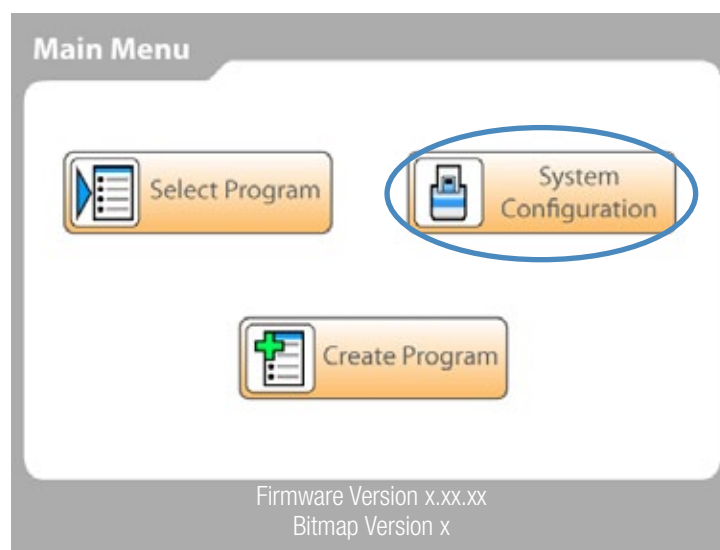 Main Menu
Select Program
System
Configuration
Create Program
Firmware Version x.xx.xx
Bitmap Version x